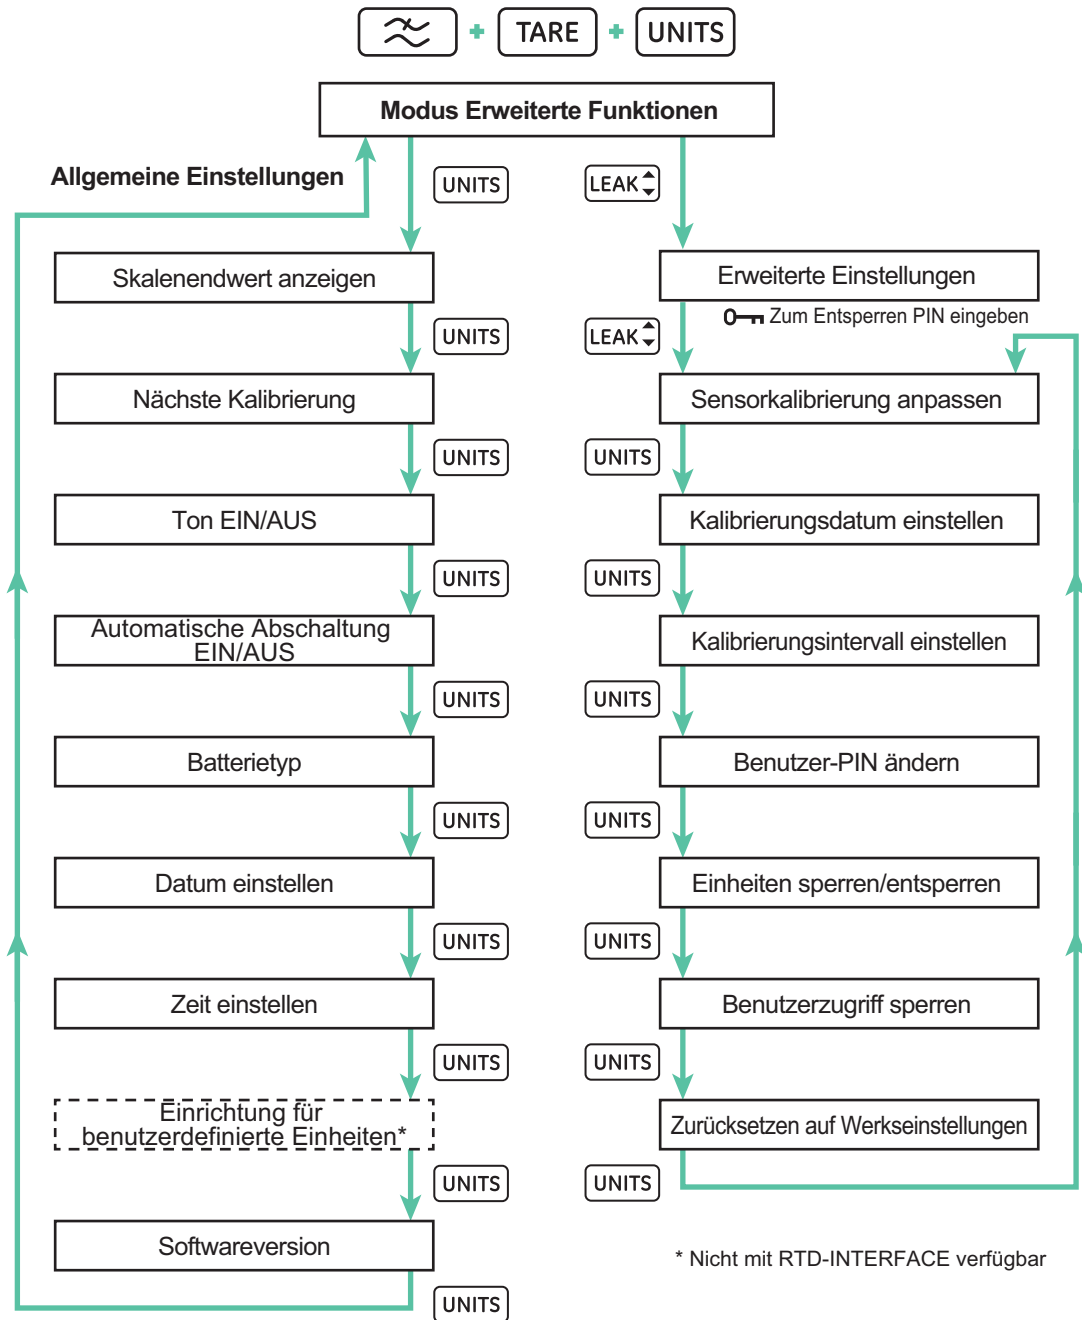 TARE
UNITS
Modus Erweiterte Funktionen
Allgemeine Einstellungen
UNITS
LEAK
Skalenendwert anzeigen
Erweiterte Einstellungen
Zum Entsperren PIN eingeben
UNITS
LEAK
Nächste Kalibrierung
Sensorkalibrierung anpassen
UNITS
UNITS
Ton EIN/AUS
Kalibrierungsdatum einstellen
UNITS
UNITS
Automatische Abschaltung
EIN/AUS
Kalibrierungsintervall einstellen
UNITS
UNITS
Batterietyp
Benutzer-PIN ändern
UNITS
UNITS
Datum einstellen
Einheiten sperren/entsperren
UNITS
UNITS
Zeit einstellen
Benutzerzugriff sperren
UNITS
UNITS
Einrichtung für
benutzerdefinierte Einheiten*
Zurücksetzen auf Werkseinstellungen
UNITS
UNITS
Softwareversion
* Nicht mit RTD-INTERFACE verfügbar
UNITS